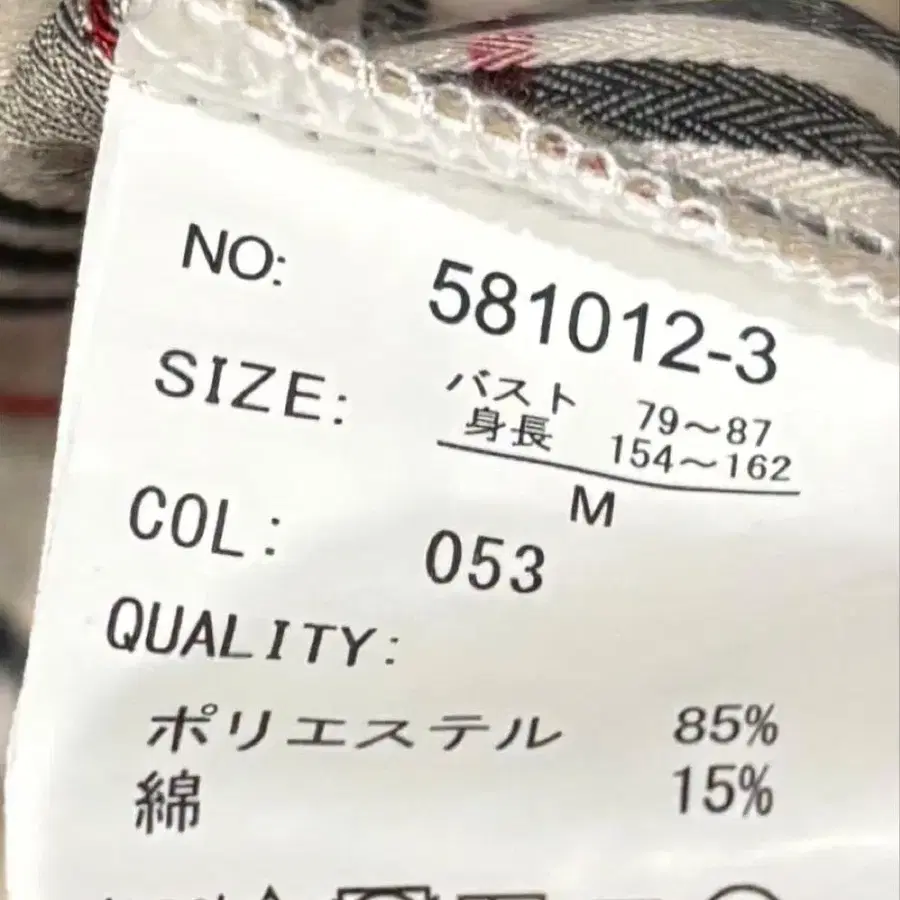 NO: 581012-3
SIZE: バスト 79～87
身長 154～162
M
COL: 053
QUALITY:
ポリエステル 85%
綿 15%